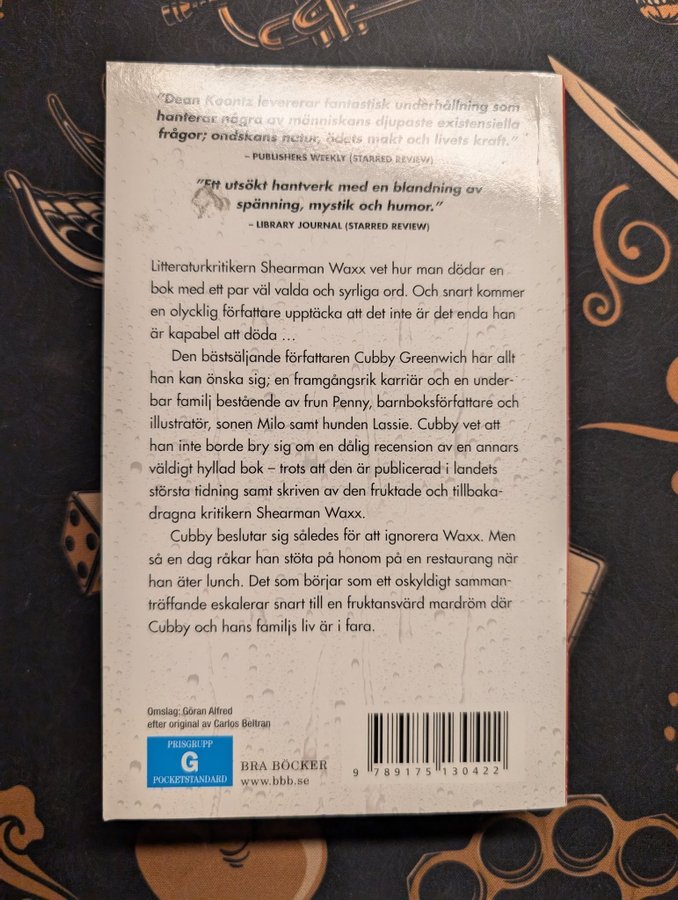 "Dean Koontz levererar fantastisk underhållning som
hanterar några av människans djupaste existensiella
frågor; ondskans natur, ödets makt och livets kraft."
– PUBLISHERS WEEKLY (STARRED REVIEW)
"Ett utsökt hantverk med en blandning av
spänning, mystik och humor."
– LIBRARY JOURNAL (STARRED REVIEW)
Litteraturkritikern Shearman Waxx vet hur man dödar en
bok med ett par väl valda och syrliga ord. Och snart kommer
en olycklig författare upptäcka att det inte är det enda han
är kapabel att döda ...
Den bästsäljande författaren Cubby Greenwich har allt
han kan önska sig; en framgångsrik karriär och en under-
bar familj bestående av frun Penny, barnboksförfattare och
illustratör, sonen Milo samt hunden Lassie. Cubby vet att
han inte borde bry sig om en dålig recension av en annars
väldigt hyllad bok – trots att den är publicerad i landets
största tidning samt skriven av den fruktade och tillbaka-
dragna kritikern Shearman Waxx.
Cubby beslutar sig således för att ignorera Waxx. Men
så en dag råkar han stöta på honom på en restaurang när
han äter lunch. Det som börjar som ett oskyldigt samman-
träffande eskalerar snart till en fruktansvärd mardröm där
Cubby och hans familjs liv är i fara.
Omslag: Göran Alfred
efter original av Carlos Beltran
PRISGRUPP
G
POCKETSTANDARD
BRA BÖCKER
www.bbb.se
9 789175 130422